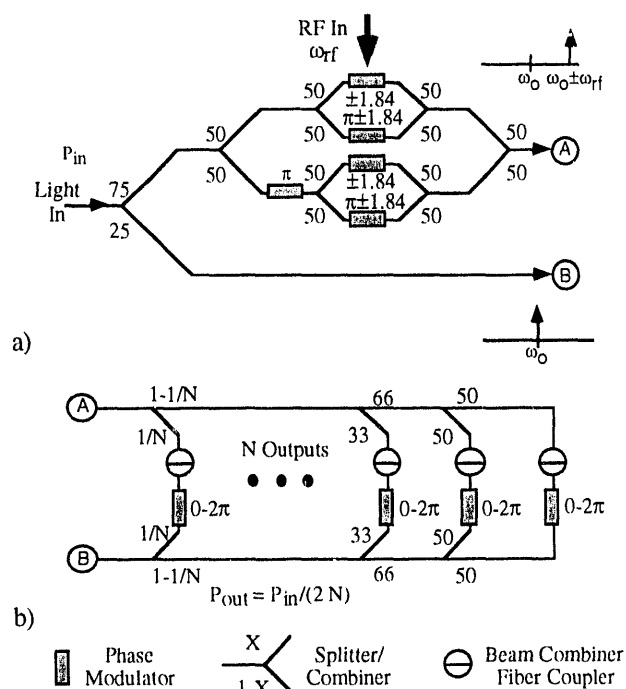 RF In
ωrf
ωo ωo±ωrf
50
50
±1.84
π±1.84
50
50
50
50
50
50
A
Pin
Light
In
75
25
π
50
50
±1.84
π±1.84
50
50
B
ωo
a)
A
1-1/N
66
50
1/N
33
50
N Outputs
0-2π
0-2π
0-2π
0-2π
1/N
33
50
B
1-1/N
66
50
Pout = Pin/(2 N)
b)
Phase
Modulator
X
1-X
Splitter/
Combiner
Beam Combiner
Fiber Coupler